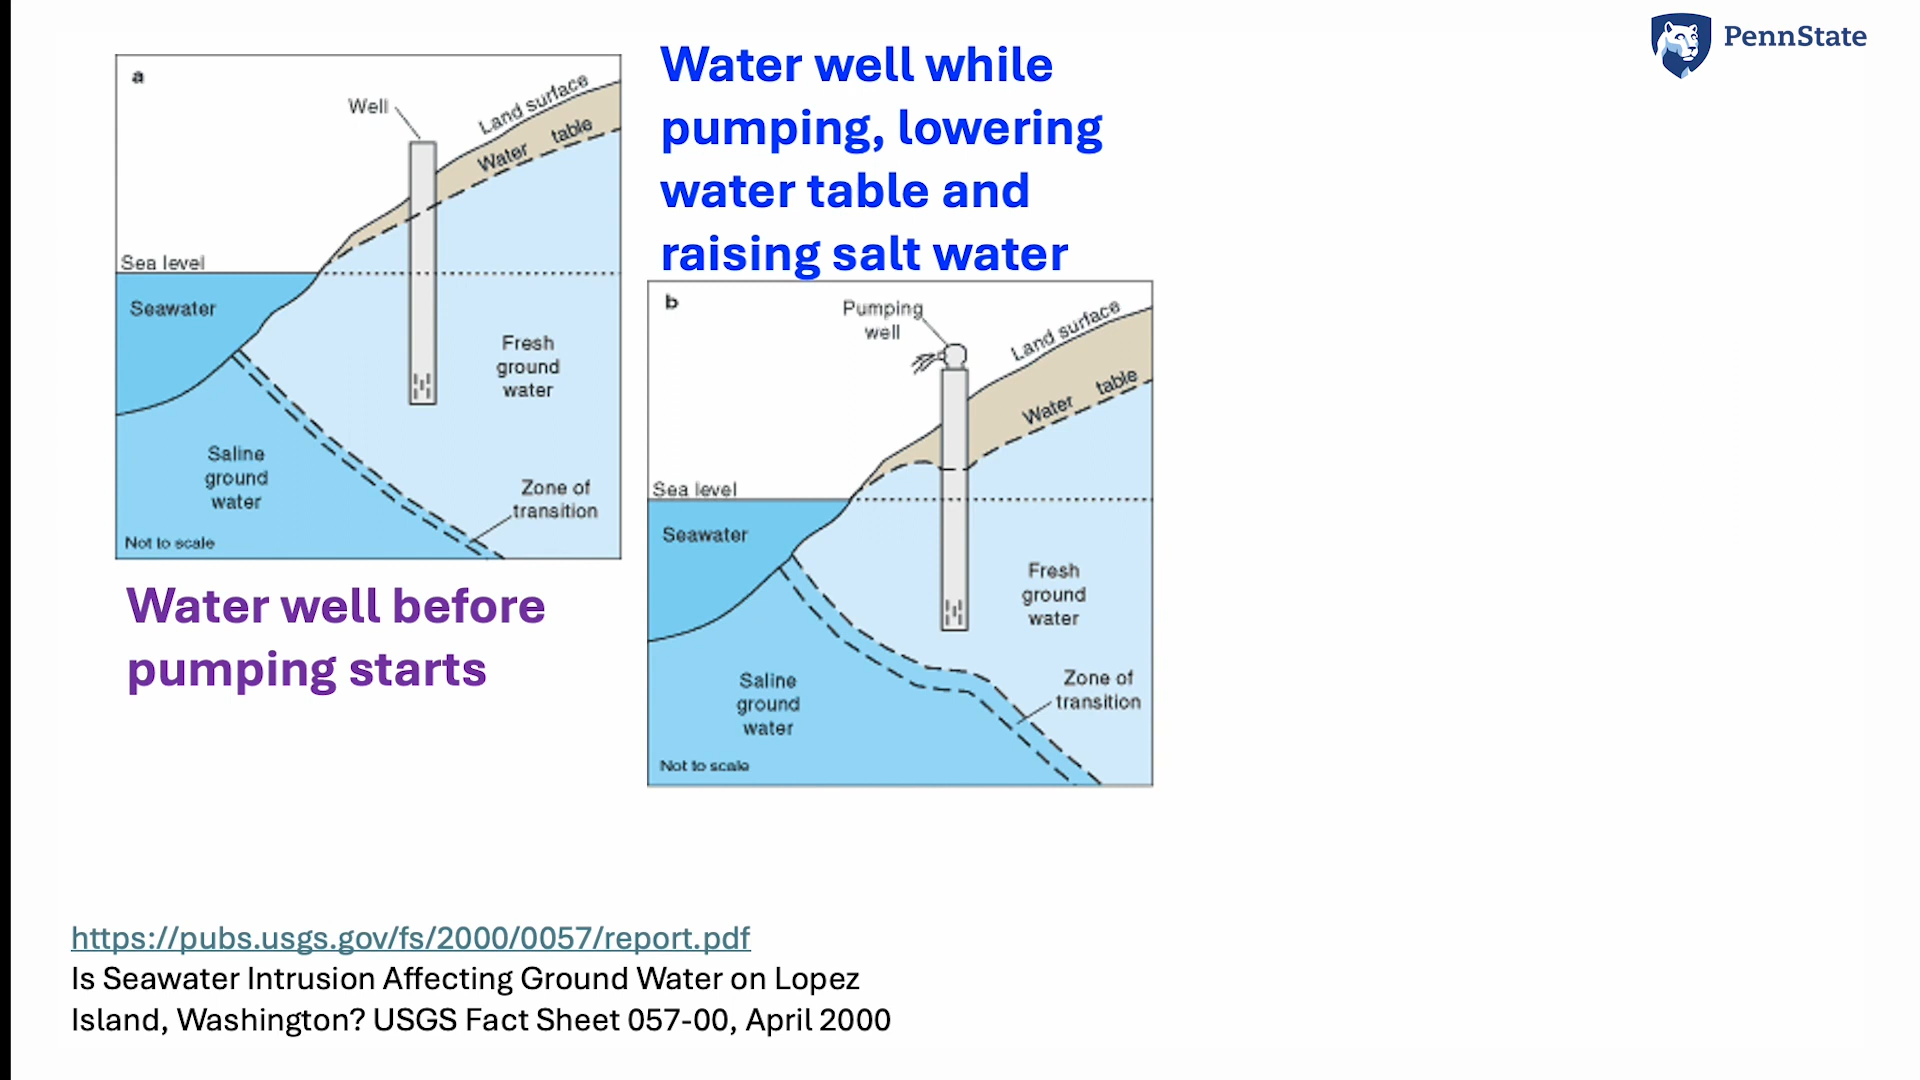 PennState
a
Well
Land surface
Water table
Sea level
Seawater
Fresh
ground
water
Saline
ground
water
Zone of
transition
Not to scale
Water well before
pumping starts
Water well while
pumping, lowering
water table and
raising salt water
b
Pumping
well
Land surface
Water table
Sea level
Seawater
Fresh
ground
water
Saline
ground
water
Zone of
transition
Not to scale
https://pubs.usgs.gov/fs/2000/0057/report.pdf
Is Seawater Intrusion Affecting Ground Water on Lopez
Island, Washington? USGS Fact Sheet 057-00, April 2000